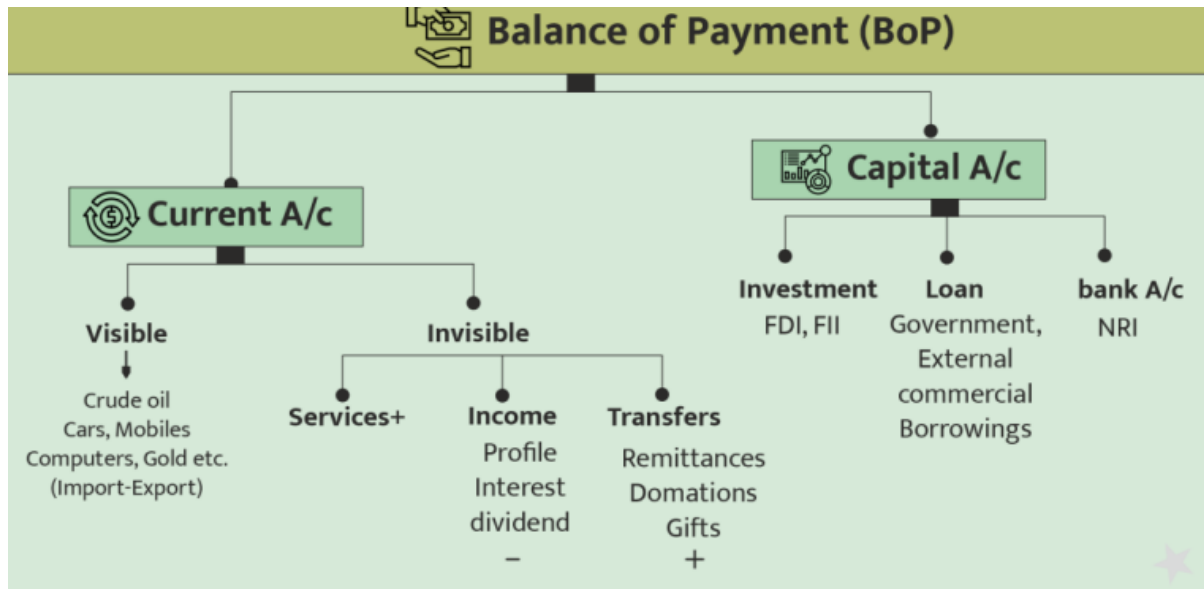 Balance of Payment (BoP)
Current A/c
Visible
Crude oil
Cars, Mobiles
Computers, Gold etc.
(Import-Export)
Invisible
Services+
Income
Profile
Interest
dividend
−
Transfers
Remittances
Domations
Gifts
+
Capital A/c
Investment
FDI, FII
Loan
Government,
External
commercial
Borrowings
bank A/c
NRI